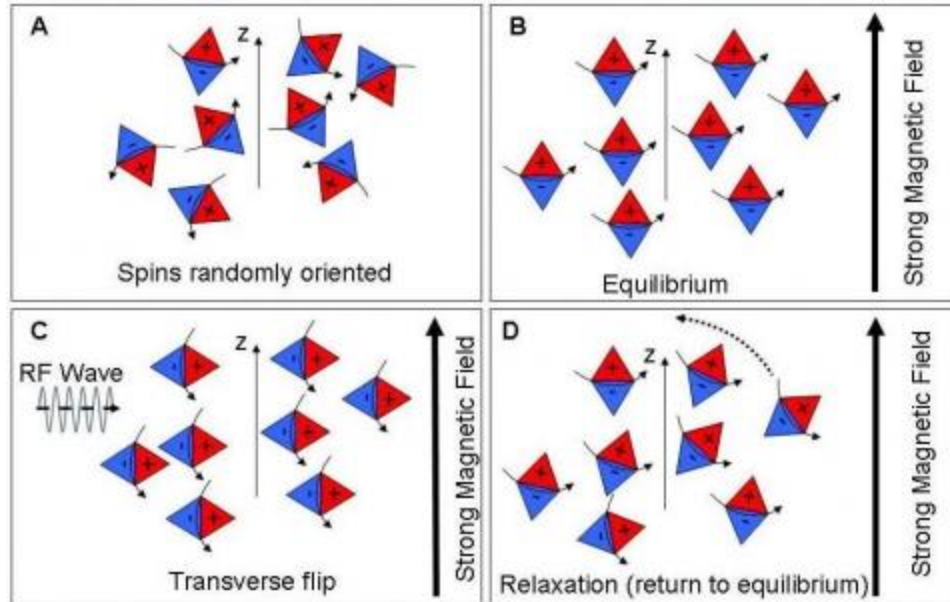 A
z
Spins randomly oriented
B
z
Equilibrium
Strong Magnetic Field
C
RF Wave
z
Transverse flip
Strong Magnetic Field
D
z
Relaxation (return to equilibrium)
Strong Magnetic Field